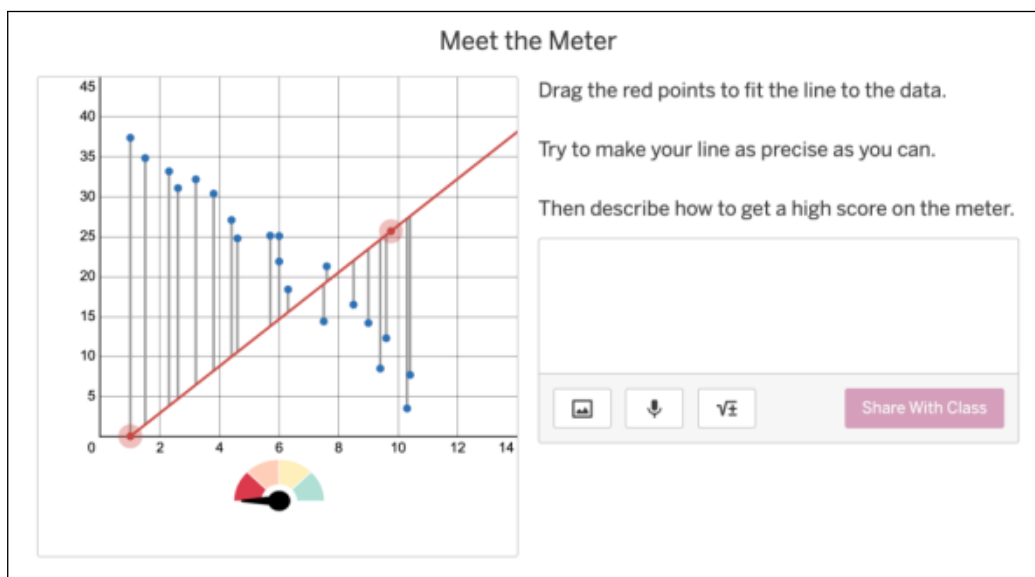 Meet the Meter
45
40
35
30
25
20
15
10
5
0 2 4 6 8 10 12 14
Drag the red points to fit the line to the data.
Try to make your line as precise as you can.
Then describe how to get a high score on the meter.
√±
Share With Class